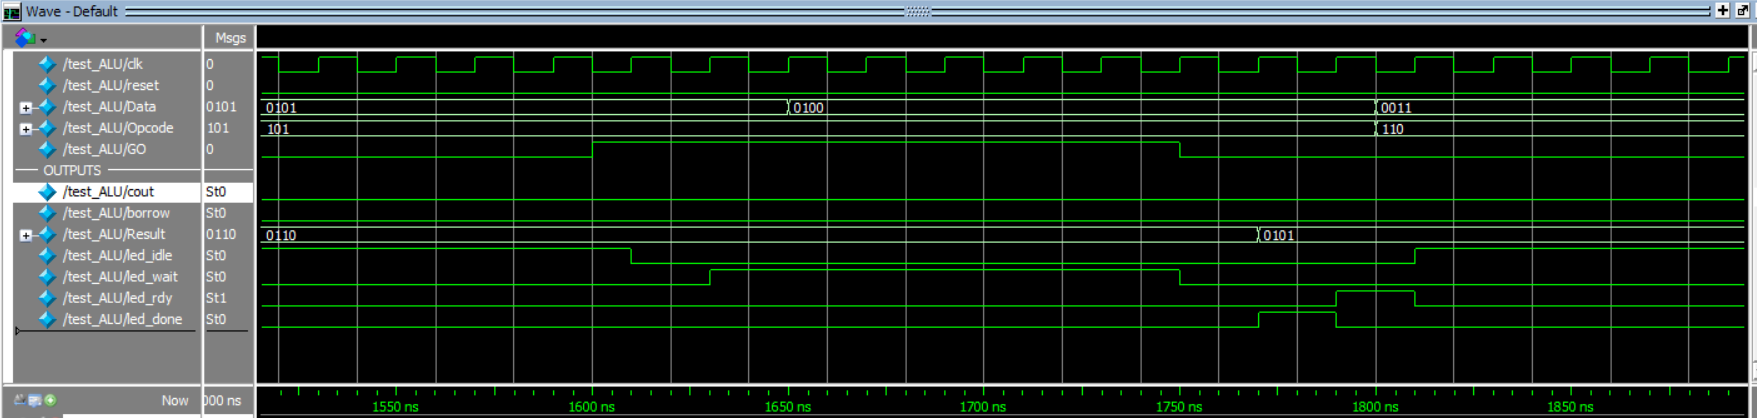 Wave - Default
Msgs
/test_ALU/clk 0
/test_ALU/reset 0
/test_ALU/Data 0101 0101 0100 0011
/test_ALU/Opcode 101 101 110
/test_ALU/GO 0
OUTPUTS
/test_ALU/cout St0
/test_ALU/borrow St0
/test_ALU/Result 0110 0110 0101
/test_ALU/led_idle St0
/test_ALU/led_wait St0
/test_ALU/led_rdy St1
/test_ALU/led_done St0
Now 000 ns 1550 ns 1600 ns 1650 ns 1700 ns 1750 ns 1800 ns 1850 ns